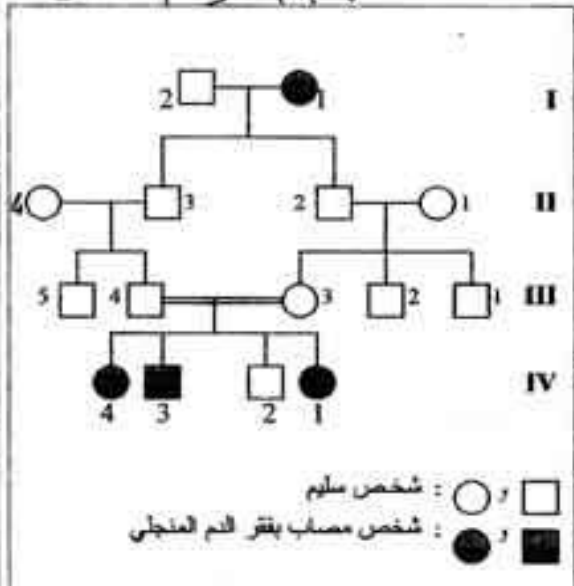 2 1 I
4 3 2 1 II
5 4 3 2 1 III
4 3 2 1 IV
شخص سليم : ,
شخص مصاب بفقر الدم المنجلي : ,